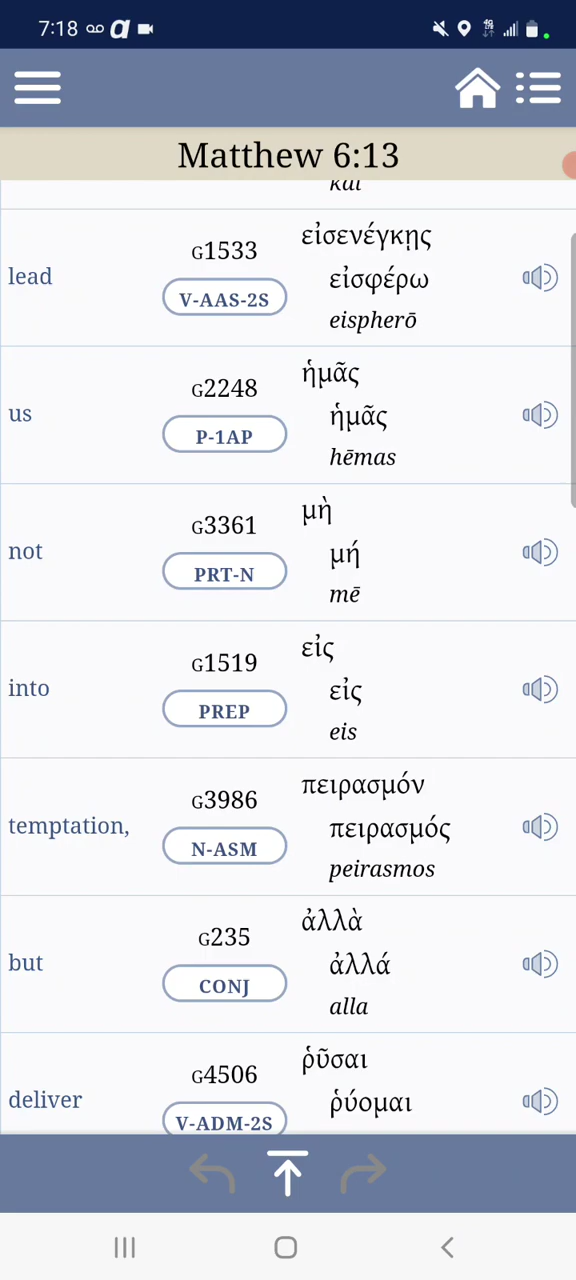 7:18
4G
Matthew 6:13
kai
lead
G1533
V-AAS-2S
εἰσενέγκῃς
εἰσφέρω
eispherō
us
G2248
P-1AP
ἡμᾶς
ἡμᾶς
hēmas
not
G3361
PRT-N
μὴ
μή
mē
into
G1519
PREP
εἰς
εἰς
eis
temptation,
G3986
N-ASM
πειρασμόν
πειρασμός
peirasmos
but
G235
CONJ
ἀλλὰ
ἀλλά
alla
deliver
G4506
V-ADM-2S
ῥῦσαι
ῥύομαι